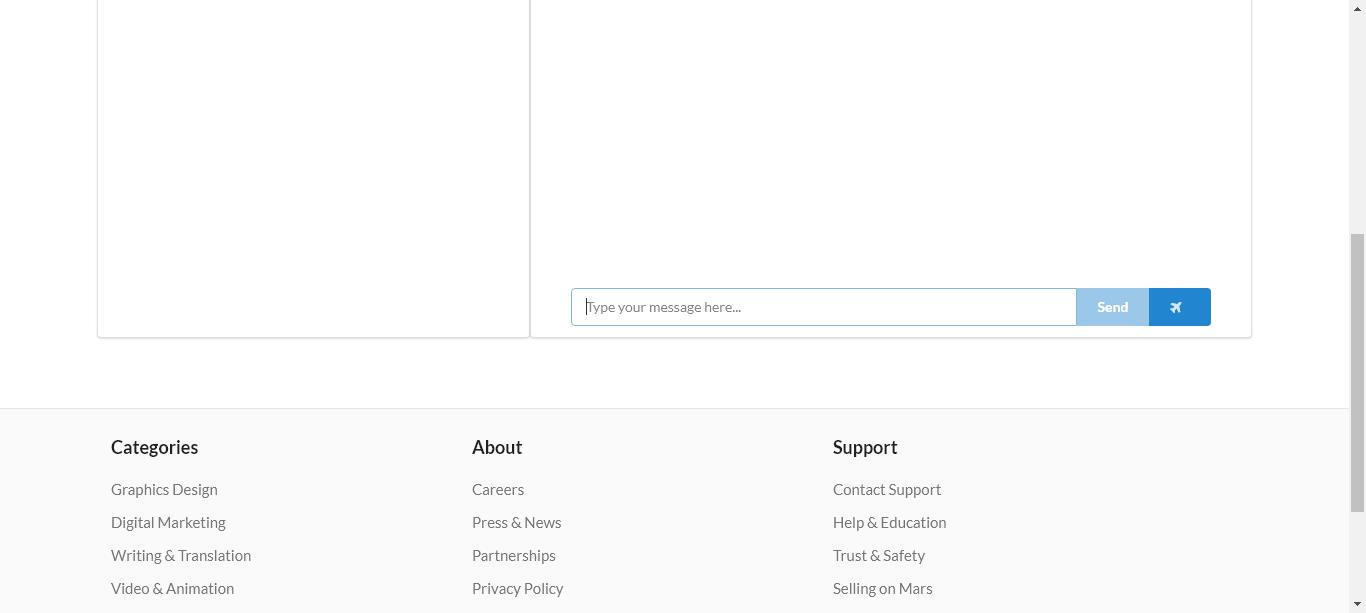 Type your message here...
Send
Categories
Graphics Design
Digital Marketing
Writing & Translation
Video & Animation
About
Careers
Press & News
Partnerships
Privacy Policy
Support
Contact Support
Help & Education
Trust & Safety
Selling on Mars